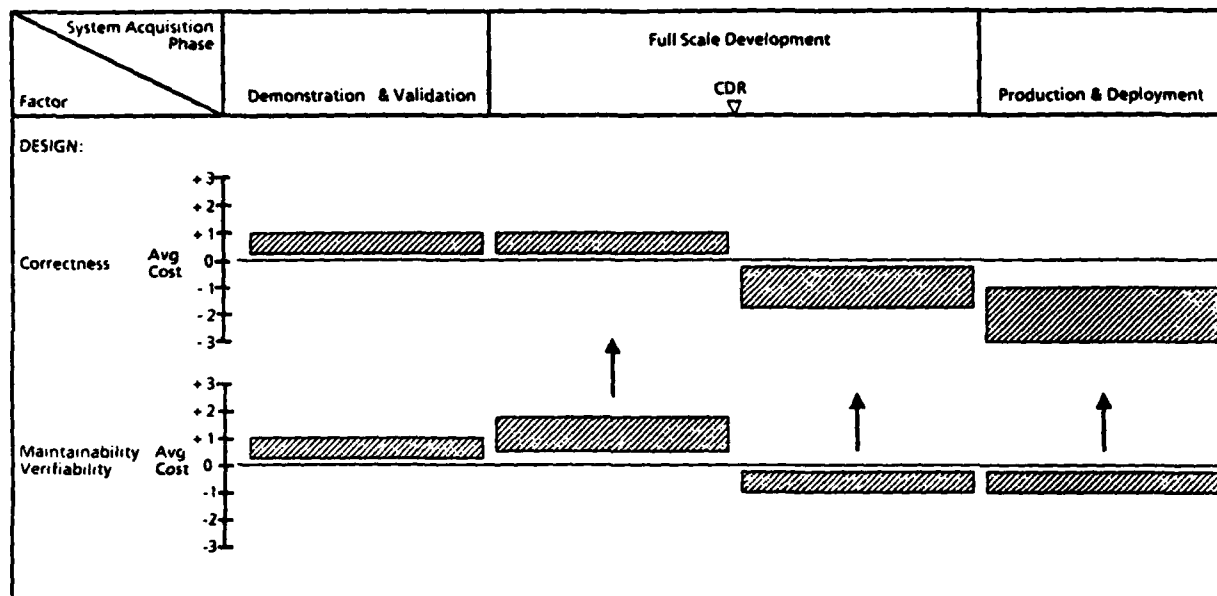 System Acquisition
Phase
Factor
Demonstration & Validation
Full Scale Development
CDR
Production & Deployment
DESIGN:
Correctness
Avg
Cost
+3
+2
+1
0
-1
-2
-3
Maintainability
Verifiability
Avg
Cost
+3
+2
+1
0
-1
-2
-3